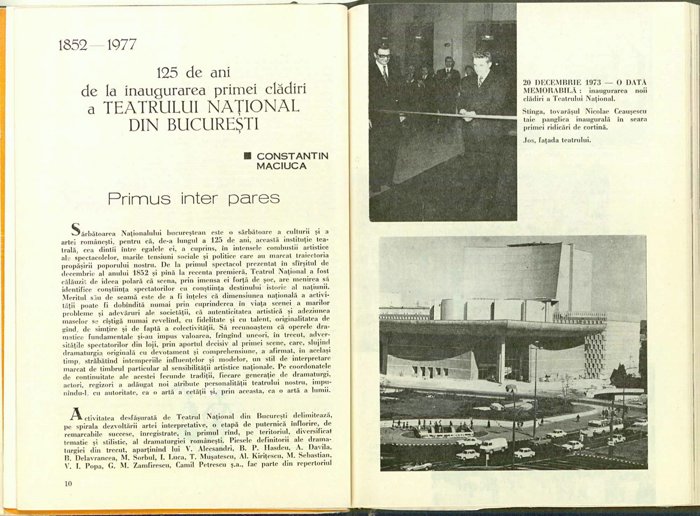 1852—1977
125 de ani
de la inaugurarea primei clădiri
a TEATRULUI NAȚIONAL
DIN BUCUREȘTI
■ CONSTANTIN
MACIUCA
Primus inter pares
Sărbătoarea Naționalului bucureștean este o sărbătoare a culturii și a
artei românești, pentru că, de-a lungul a 125 de ani, această instituție tea-
trală, cea dintîi între egalele ei, a cuprins, în intensele combustii artistice
ale spectacolelor, marile tensiuni sociale și politice care au marcat traiectoria
propășirii poporului nostru. De la primul spectacol prezentat în sfîrșitul de
decembrie al anului 1852 și pînă la recenta premieră, Teatrul Național a fost
călăuzit de ideea polară că scena, prin imensa ei forță de șoc, are menirea să
identifice conștiința spectatorilor cu conștiința destinului istoric al națiunii.
Meritul său de seamă este de a fi înțeles că dimensiunea națională a activi-
tății poate fi dobîndită numai prin cuprinderea în viața scenei a marilor
probleme și adevăruri ale societății, că autenticitatea artistică și adeziunea
maselor se cîștigă numai revelînd, cu fidelitate și cu talent, originalitatea de
gînd, de simțire și de faptă a colectivității. Să recunoaștem că operele dra-
matice fundamentale și-au impus valoarea, frîngînd uneori, în trecut, adver-
sitățile spectatorilor din loji, prin aportul decisiv al primei scene, care, slujind
dramaturgia originală cu devotament și comprehensiune, a afirmat, în același
timp, străbătînd intemperiile influențelor și modelor, un stil de interpretare
marcat de timbrul particular al sensibilității artistice naționale. Pe coordonatele
de continuitate ale acestei fecunde tradiții, fiecare generație de dramaturgi,
actori, regizori a adăugat noi atribute personalității teatrului nostru, impu-
nîndu-l cu autoritate, ca o artă a cetății și, prin aceasta, ca o artă a lumii.
Activitatea desfășurată de Teatrul Național din București delimitează,
pe spirala dezvoltării artei interpretative, o etapă de puternică înflorire, de
remarcabile succese, înregistrate, în primul rînd, pe teritoriul, diversificat
tematic și stilistic, al dramaturgiei românești. Piesele definitorii ale drama-
turgiei din trecut, aparținînd lui V. Alecsandri, B. P. Hasdeu, A. Davila,
B. Delavrancea, M. Sorbul, I. Luca, T. Mușatescu, Al. Kirițescu, M. Sebastian,
V. I. Popa, G. M. Zamfirescu, Camil Petrescu ș.a., fac parte din repertoriul
10
20 DECEMBRIE 1973 — O DATĂ
MEMORABILĂ : inaugurarea noii
clădiri a Teatrului Național.
Stînga, tovarășul Nicolae Ceaușescu
taie panglica inaugurală în seara
primei ridicări de cortină.
Jos, fațada teatrului.